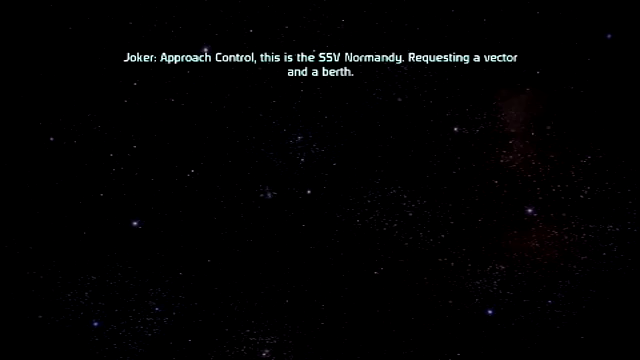 Joker: Approach Control, this is the SSV Normandy. Requesting a vector
and a berth.